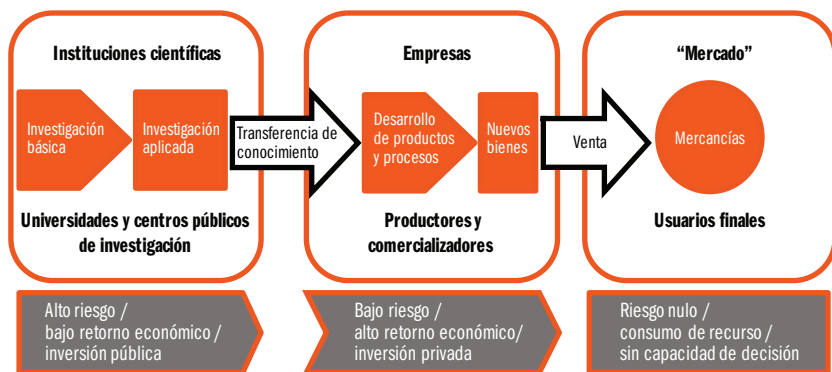 Instituciones científicas
Investigación
básica
Investigación
aplicada
Universidades y centros públicos
de investigación
Transferencia de
conocimiento
Empresas
Desarrollo
de productos
y procesos
Nuevos
bienes
Productores y
comercializadores
Venta
“Mercado”
Mercancías
Usuarios finales
Alto riesgo /
bajo retorno económico /
inversión pública
Bajo riesgo /
alto retorno económico/
inversión privada
Riesgo nulo /
consumo de recurso /
sin capacidad de decisión